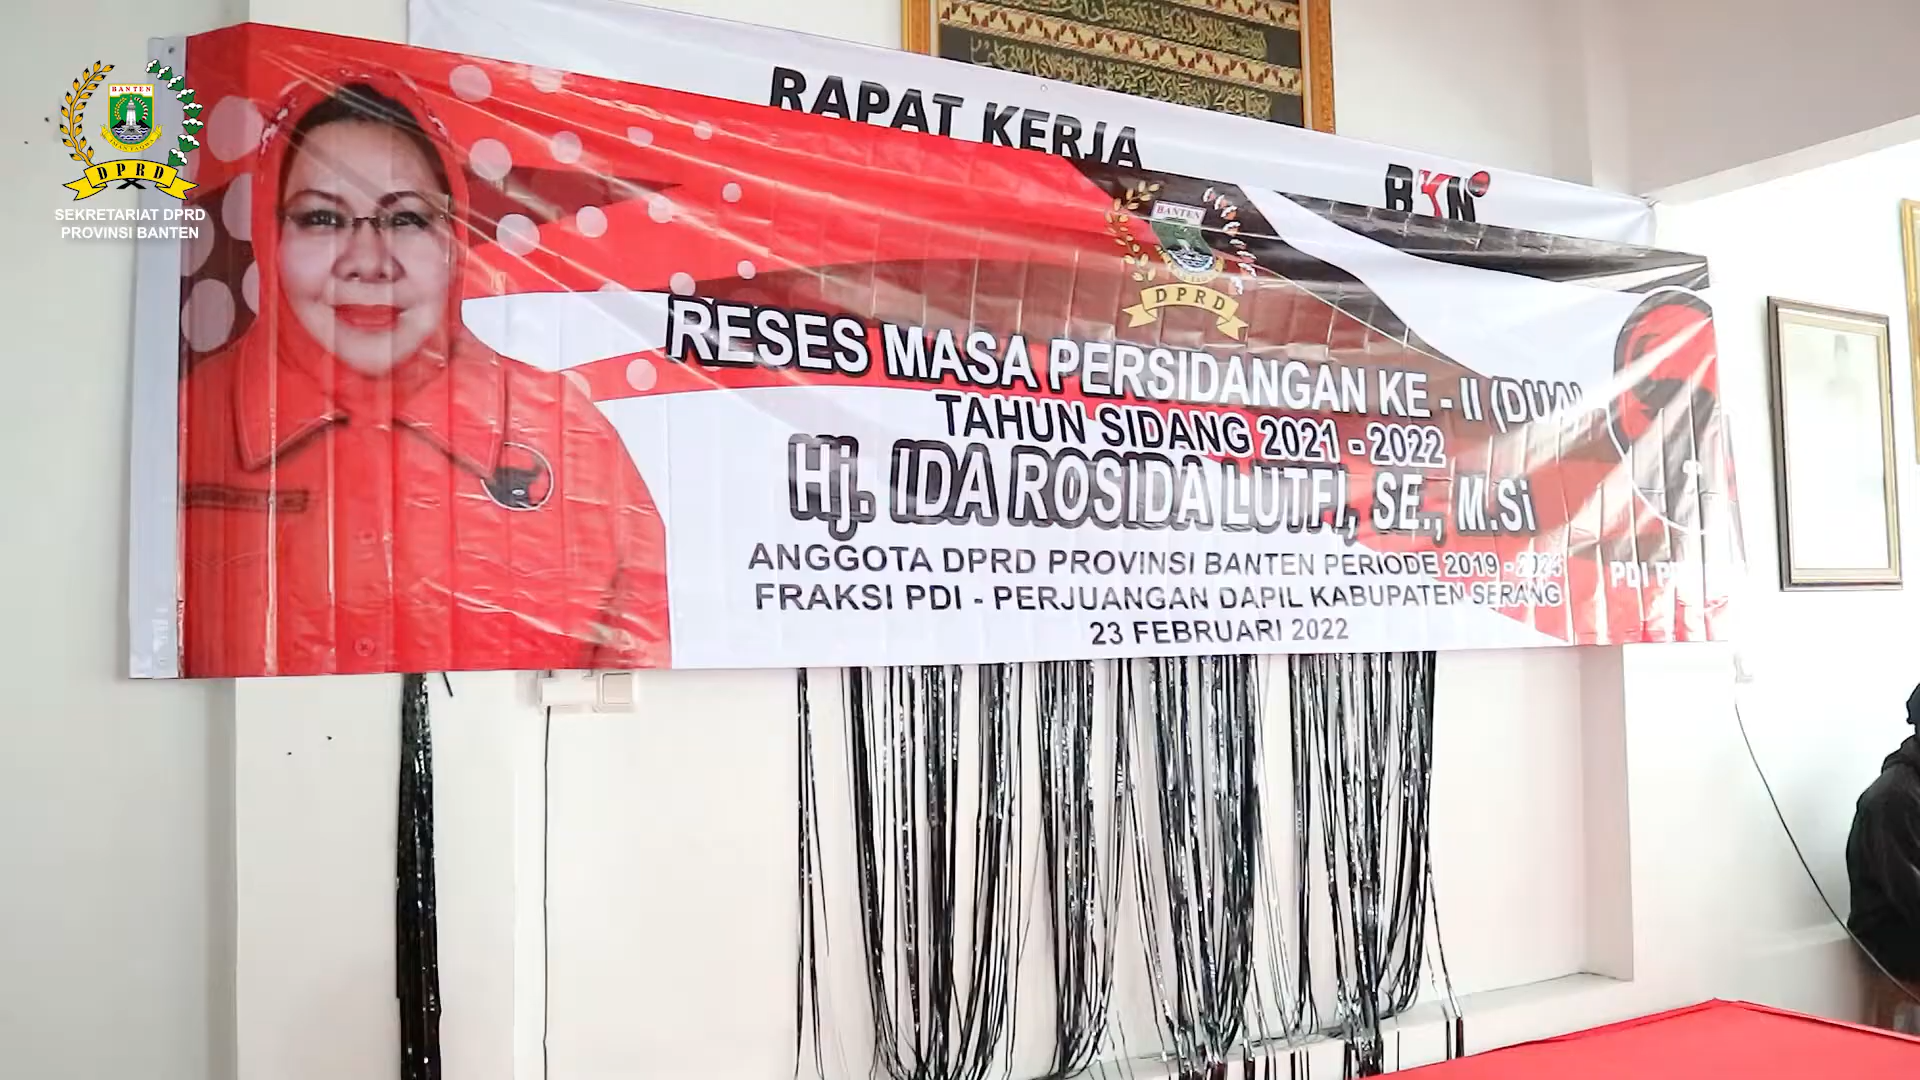 BANTEN
DPRD
SEKRETARIAT DPRD
PROVINSI BANTEN
RAPAT KERJA
BKN
BANTEN
DPRD
RESES MASA PERSIDANGAN KE - II (DUA)
TAHUN SIDANG 2021 - 2022
Hj. IDA ROSIDA LUTFI, SE., M.Si
ANGGOTA DPRD PROVINSI BANTEN PERIODE 2019 - 2024
FRAKSI PDI - PERJUANGAN DAPIL KABUPATEN SERANG
23 FEBRUARI 2022
PDI